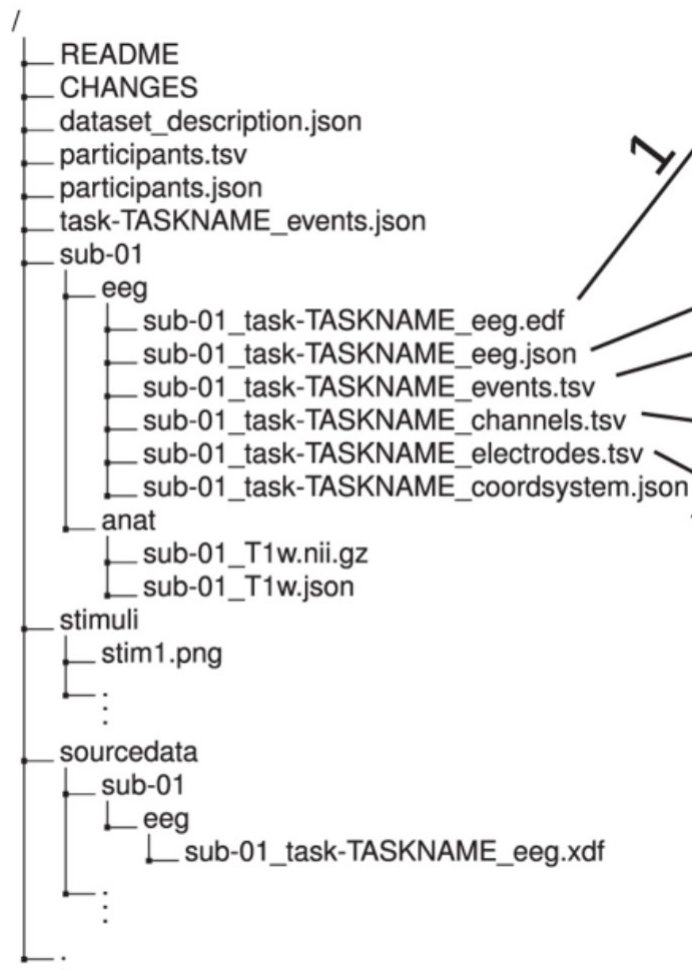 /
README
CHANGES
dataset_description.json
participants.tsv
participants.json
task-TASKNAME_events.json
sub-01
eeg
sub-01_task-TASKNAME_eeg.edf
sub-01_task-TASKNAME_eeg.json
sub-01_task-TASKNAME_events.tsv
sub-01_task-TASKNAME_channels.tsv
sub-01_task-TASKNAME_electrodes.tsv
sub-01_task-TASKNAME_coordsystem.json
anat
sub-01_T1w.nii.gz
sub-01_T1w.json
stimuli
stim1.png
sourcedata
sub-01
eeg
sub-01_task-TASKNAME_eeg.xdf
1